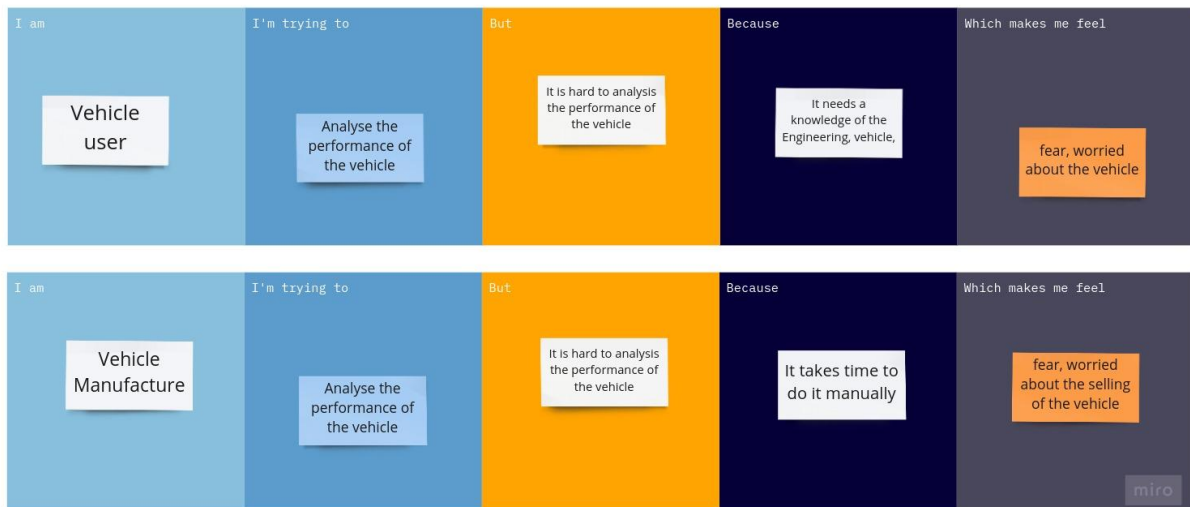 I am
I'm trying to
But
Because
Which makes me feel
Vehicle
user
Analyse the
performance of
the vehicle
It is hard to analysis
the performance of
the vehicle
It needs a
knowledge of the
Engineering, vehicle,
fear, worried
about the vehicle
I am
I'm trying to
But
Because
Which makes me feel
Vehicle
Manufacture
Analyse the
performance of
the vehicle
It is hard to analysis
the performance of
the vehicle
It takes time to
do it manually
fear, worried
about the selling
of the vehicle
miro